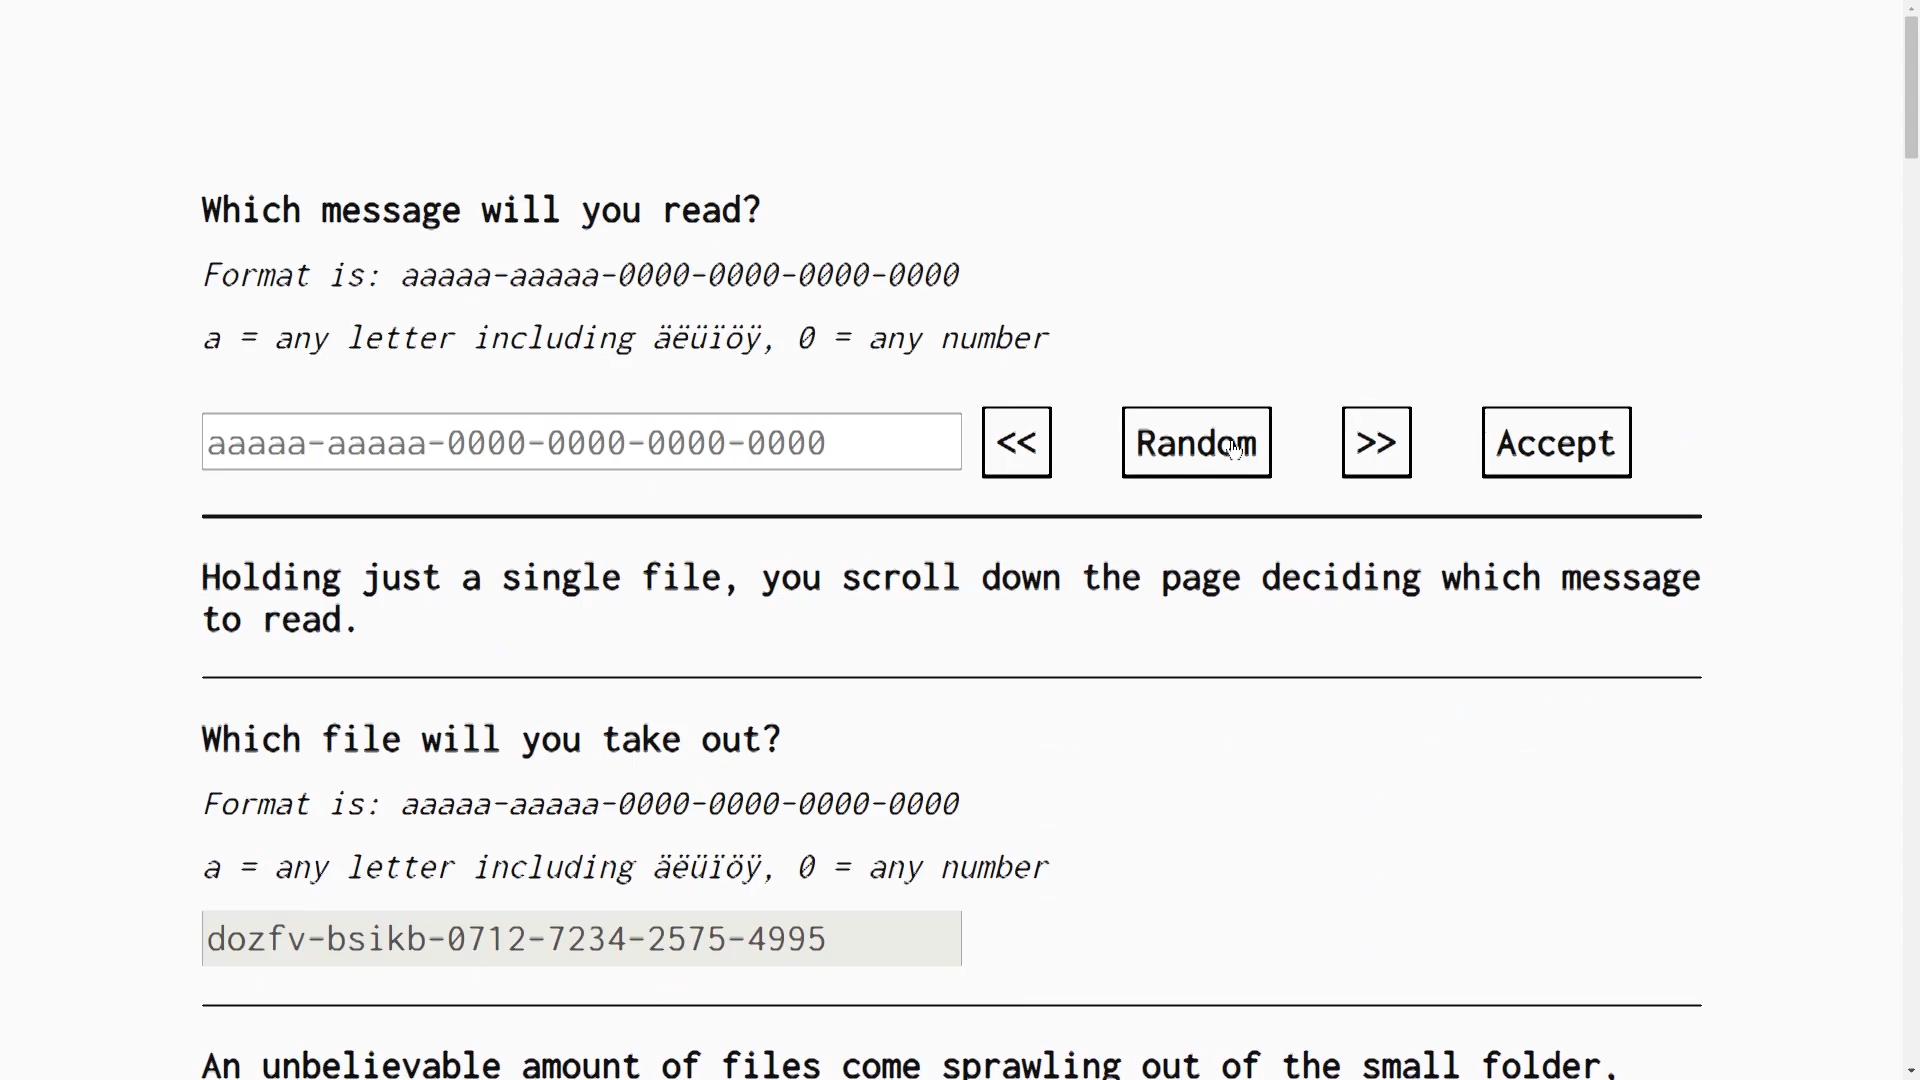 Which message will you read?
Format is: aaaaa-aaaaa-0000-0000-0000-0000
a = any letter including äëüïöÿ, 0 = any number
aaaaa-aaaaa-0000-0000-0000-0000 << Random >> Accept
Holding just a single file, you scroll down the page deciding which message
to read.
Which file will you take out?
Format is: aaaaa-aaaaa-0000-0000-0000-0000
a = any letter including äëüïöÿ, 0 = any number
dozfv-bsikb-0712-7234-2575-4995
An unbelievable amount of files come sprawling out of the small folder,